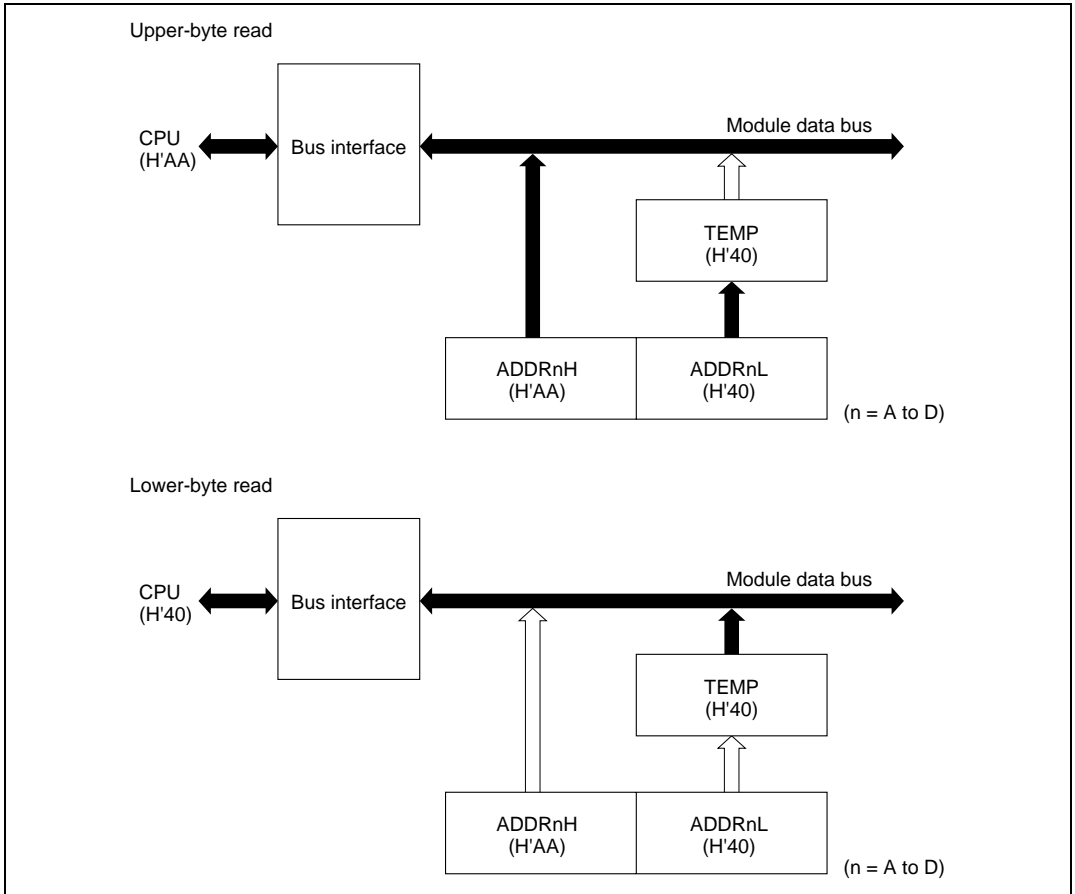 Upper-byte read
CPU
(H'AA)
Bus interface
Module data bus
TEMP
(H'40)
ADDRnH
(H'AA)
ADDRnL
(H'40)
(n = A to D)
Lower-byte read
CPU
(H'40)
Bus interface
Module data bus
TEMP
(H'40)
ADDRnH
(H'AA)
ADDRnL
(H'40)
(n = A to D)